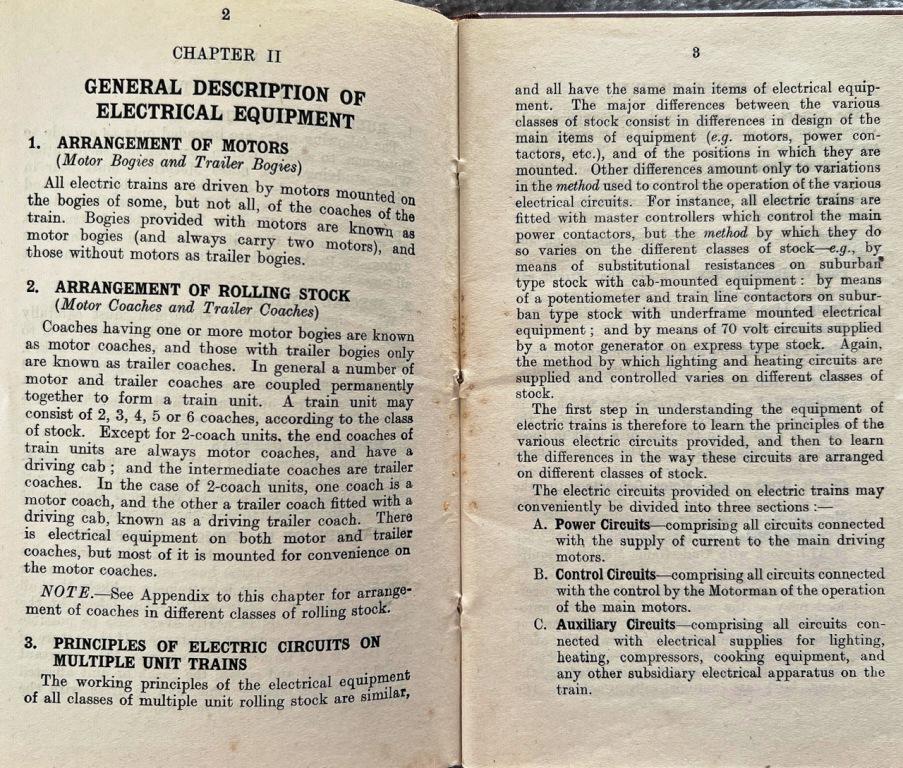 2
CHAPTER II
GENERAL DESCRIPTION OF
ELECTRICAL EQUIPMENT
1. ARRANGEMENT OF MOTORS
(Motor Bogies and Trailer Bogies)
All electric trains are driven by motors mounted on
the bogies of some, but not all, of the coaches of the
train. Bogies provided with motors are known as
motor bogies (and always carry two motors), and
those without motors as trailer bogies.
2. ARRANGEMENT OF ROLLING STOCK
(Motor Coaches and Trailer Coaches)
Coaches having one or more motor bogies are known
as motor coaches, and those with trailer bogies only
are known as trailer coaches. In general a number of
motor and trailer coaches are coupled permanently
together to form a train unit. A train unit may
consist of 2, 3, 4, 5 or 6 coaches, according to the class
of stock. Except for 2-coach units, the end coaches of
train units are always motor coaches, and have a
driving cab ; and the intermediate coaches are trailer
coaches. In the case of 2-coach units, one coach is a
motor coach, and the other a trailer coach fitted with a
driving cab, known as a driving trailer coach. There
is electrical equipment on both motor and trailer
coaches, but most of it is mounted for convenience on
the motor coaches.
NOTE.—See Appendix to this chapter for arrange-
ment of coaches in different classes of rolling stock.
3. PRINCIPLES OF ELECTRIC CIRCUITS ON
MULTIPLE UNIT TRAINS
The working principles of the electrical equipment
of all classes of multiple unit rolling stock are similar,
3
and all have the same main items of electrical equip-
ment. The major differences between the various
classes of stock consist in differences in design of the
main items of equipment (e.g. motors, power con-
tactors, etc.), and of the positions in which they are
mounted. Other differences amount only to variations
in the method used to control the operation of the various
electrical circuits. For instance, all electric trains are
fitted with master controllers which control the main
power contactors, but the method by which they do
so varies on the different classes of stock—e.g., by
means of substitutional resistances on suburban
type stock with cab-mounted equipment : by means
of a potentiometer and train line contactors on subur-
ban type stock with underframe mounted electrical
equipment ; and by means of 70 volt circuits supplied
by a motor generator on express type stock. Again,
the method by which lighting and heating circuits are
supplied and controlled varies on different classes of
stock.
The first step in understanding the equipment of
electric trains is therefore to learn the principles of the
various electric circuits provided, and then to learn
the differences in the way these circuits are arranged
on different classes of stock.
The electric circuits provided on electric trains may
conveniently be divided into three sections :—
A. Power Circuits—comprising all circuits connected
with the supply of current to the main driving
motors.
B. Control Circuits—comprising all circuits connected
with the control by the Motorman of the operation
of the main motors.
C. Auxiliary Circuits—comprising all circuits con-
nected with electrical supplies for lighting,
heating, compressors, cooking equipment, and
any other subsidiary electrical apparatus on the
train.